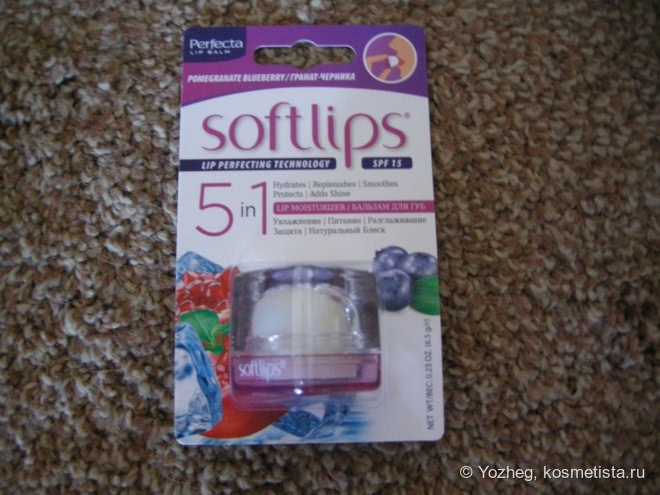 Perfecta
LIP BALM
POMEGRANATE BLUEBERRY/ГРАНАТ-ЧЕРНИКА
softlips®
LIP PERFECTING TECHNOLOGY SPF 15
5 in 1
Hydrates | Replenishes | Smoothes
Protects | Adds Shine
LIP MOISTURIZER / БАЛЬЗАМ ДЛЯ ГУБ
Увлажнение | Питание | Разглаживание
Защита | Натуральный Блеск
softlips®
NET WT/ВЕС: 0.23 OZ. (6.5 g/г)
© Yozheg, kosmetista.ru